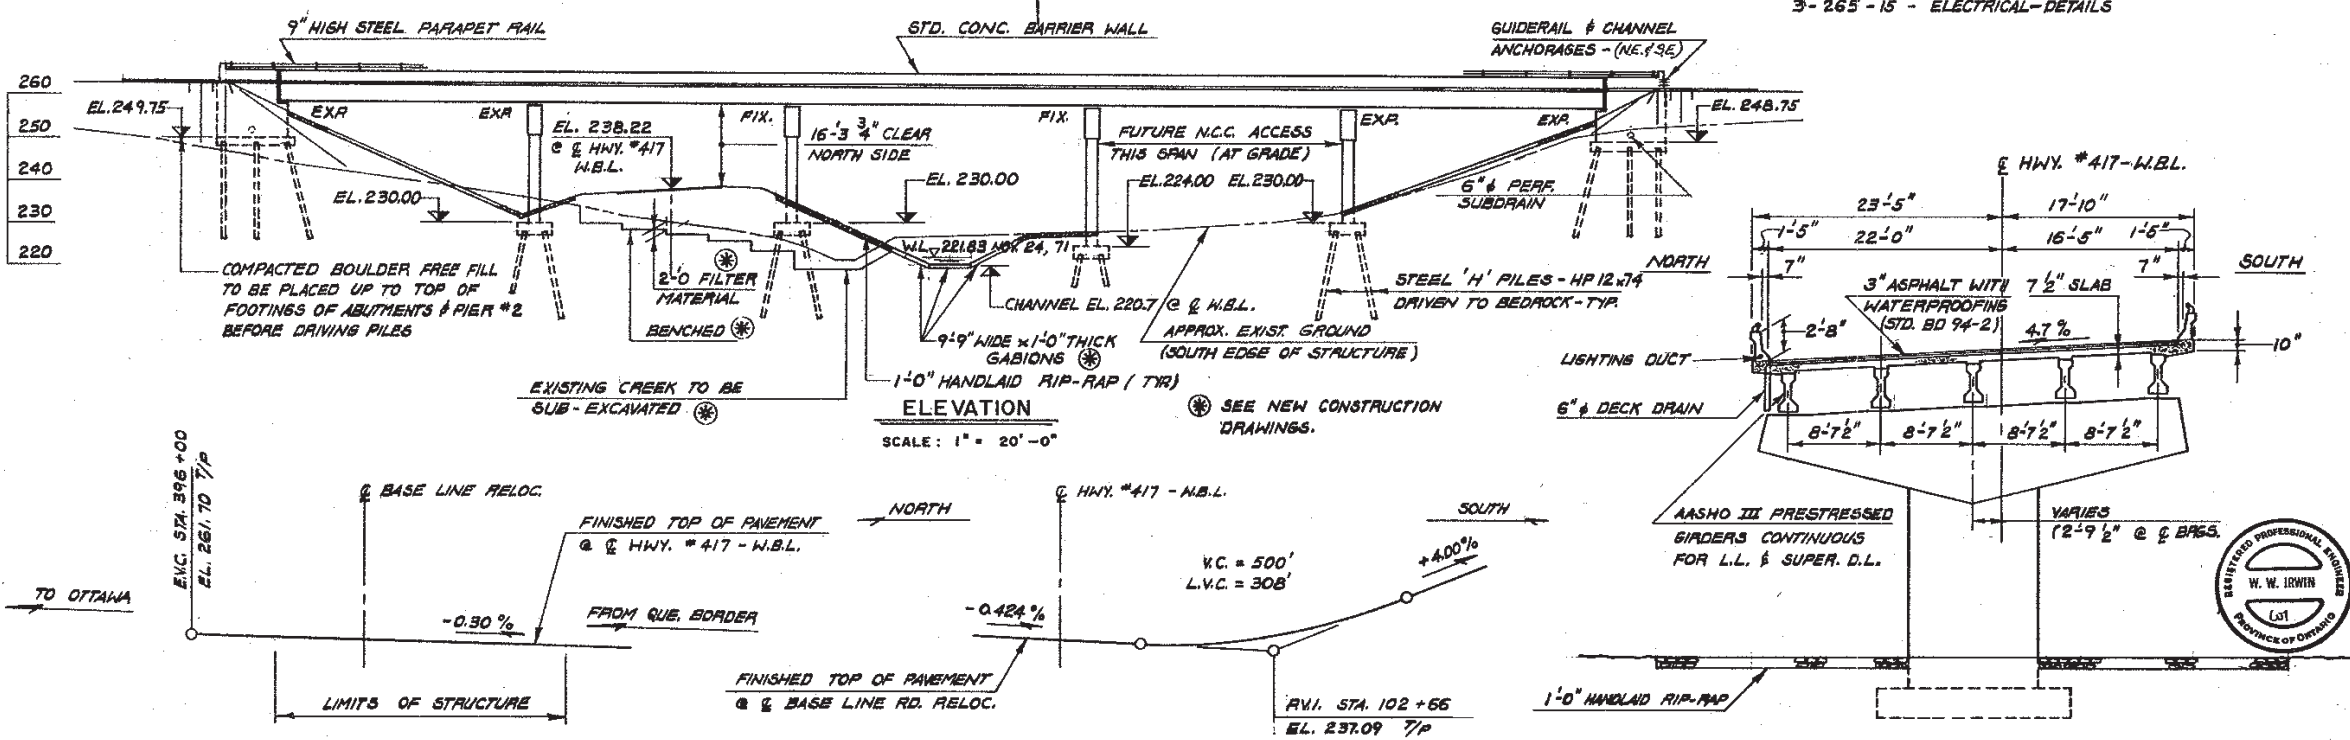 3-265-15 - ELECTRICAL-DETAILS
9" HIGH STEEL PARAPET RAIL
STD. CONC. BARRIER WALL
GUIDERAIL & CHANNEL
ANCHORAGES - (N.E. & S.E.)
260
250
240
230
220
EL. 249.75
EXP
EXP
EL. 238.22
@ ℄ HWY. #417
W.B.L.
FIX.
16'-3 3/4" CLEAR
NORTH SIDE
FIX.
FUTURE N.C.C. ACCESS
THIS SPAN (AT GRADE)
EXP.
EXP.
EL. 248.75
EL. 230.00
EL. 230.00
EL. 224.00
EL. 230.00
6"ϕ PERF.
SUBDRAIN
W.L. 221.83 NOV. 24, 71
COMPACTED BOULDER FREE FILL
TO BE PLACED UP TO TOP OF
FOOTINGS OF ABUTMENTS & PIER #2
BEFORE DRIVING PILES
2'-0 FILTER
MATERIAL
BENCHED
CHANNEL EL. 220.7 @ ℄ W.B.L.
9'-9" WIDE x 1'-0" THICK
GABIONS
STEEL 'H' PILES - HP 12x74
DRIVEN TO BEDROCK - TYP.
APPROX. EXIST GROUND
(SOUTH EDGE OF STRUCTURE)
1'-0" HANDLAID RIP-RAP (TYP.)
EXISTING CREEK TO BE
SUB-EXCAVATED
ELEVATION
SCALE: 1" = 20'-0"
SEE NEW CONSTRUCTION
DRAWINGS.
℄ HWY. #417-W.B.L.
23'-5"
17'-10"
1'-5"
22'-0"
16'-5"
1'-5"
NORTH
7"
7"
SOUTH
3" ASPHALT WITH
WATERPROOFING
(STD. BD 94-2)
7 1/2" SLAB
2'-8"
4.7 %
10"
LIGHTING DUCT
6"ϕ DECK DRAIN
8'-7 1/2"
8'-7 1/2"
8'-7 1/2"
8'-7 1/2"
AASHO III PRESTRESSED
GIRDERS CONTINUOUS
FOR L.L. & SUPER. D.L.
VARIES
(2'-9 1/2" @ ℄ BRGS.
1'-0" HANDLAID RIP-RAP
REGISTERED PROFESSIONAL ENGINEER
W. W. IRWIN
PROVINCE OF ONTARIO
E.V.C. STA. 396+00
EL. 261.70 T/P
℄ BASE LINE RELOC.
FINISHED TOP OF PAVEMENT
@ ℄ HWY. #417 - W.B.L.
TO OTTAWA
-0.30 %
FROM QUE. BORDER
LIMITS OF STRUCTURE
NORTH
℄ HWY. #417 - W.B.L.
SOUTH
V.C. = 500'
L.V.C. = 308'
+4.00%
-0.424 %
FINISHED TOP OF PAVEMENT
@ ℄ BASE LINE RD. RELOC.
P.V.I. STA. 102+66
EL. 237.09 T/P